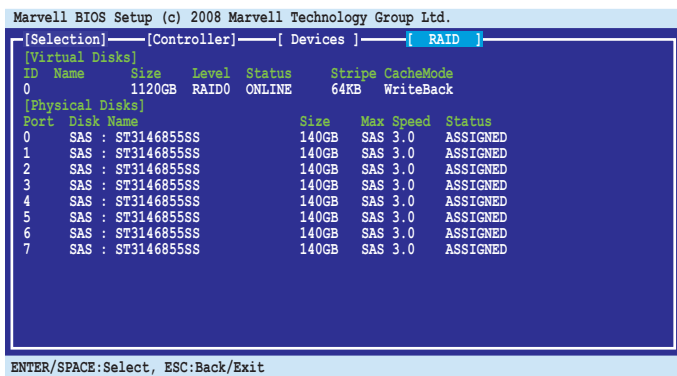 Marvell BIOS Setup (c) 2008 Marvell Technology Group Ltd.
[Selection] [Controller] [ Devices ] [ RAID ]
[Virtual Disks]
ID Name Size Level Status Stripe CacheMode
0 1120GB RAID0 ONLINE 64KB WriteBack
[Physical Disks]
Port Disk Name Size Max Speed Status
0 SAS : ST3146855SS 140GB SAS 3.0 ASSIGNED
1 SAS : ST3146855SS 140GB SAS 3.0 ASSIGNED
2 SAS : ST3146855SS 140GB SAS 3.0 ASSIGNED
3 SAS : ST3146855SS 140GB SAS 3.0 ASSIGNED
4 SAS : ST3146855SS 140GB SAS 3.0 ASSIGNED
5 SAS : ST3146855SS 140GB SAS 3.0 ASSIGNED
6 SAS : ST3146855SS 140GB SAS 3.0 ASSIGNED
7 SAS : ST3146855SS 140GB SAS 3.0 ASSIGNED
ENTER/SPACE:Select, ESC:Back/Exit